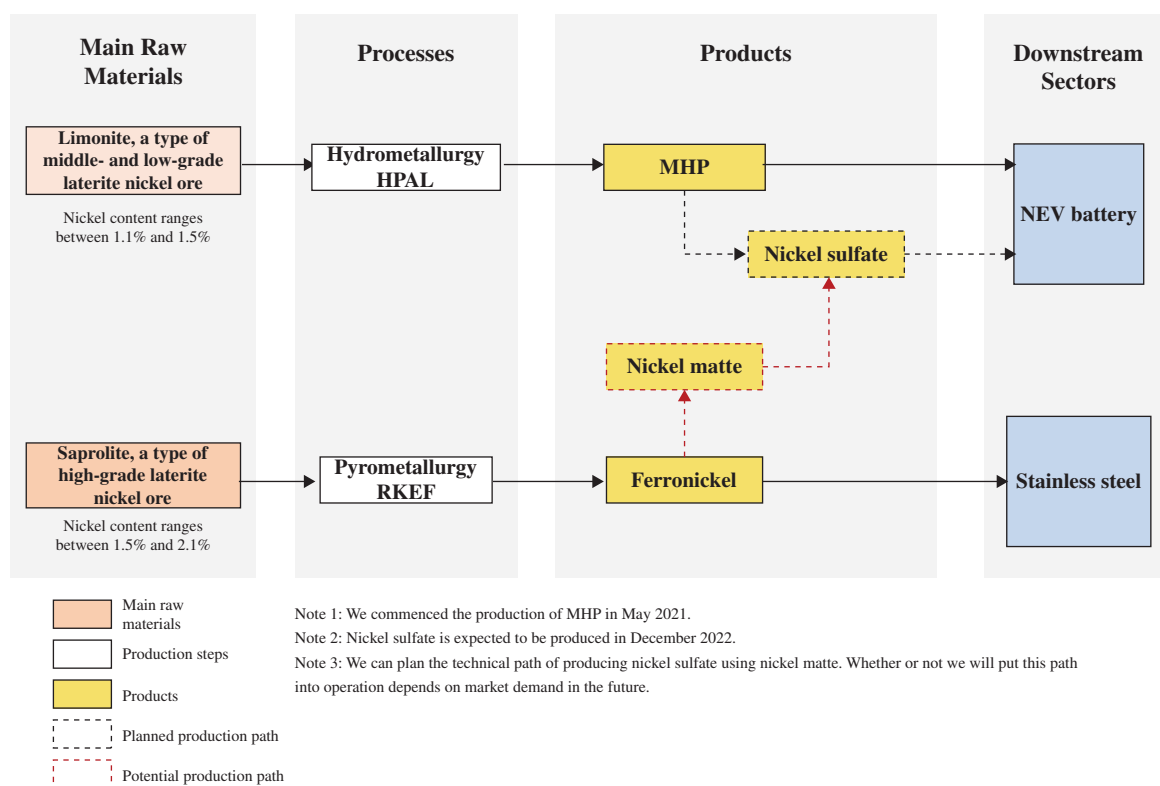 Main Raw
Materials
Processes
Products
Downstream
Sectors
Limonite, a type of
middle- and low-grade
laterite nickel ore
Hydrometallurgy
HPAL
MHP
NEV battery
Nickel content ranges
between 1.1% and 1.5%
Nickel sulfate
Nickel matte
Saprolite, a type of
high-grade laterite
nickel ore
Pyrometallurgy
RKEF
Ferronickel
Stainless steel
Nickel content ranges
between 1.5% and 2.1%
Main raw
materials
Production steps
Products
Planned production path
Potential production path
Note 1: We commenced the production of MHP in May 2021.
Note 2: Nickel sulfate is expected to be produced in December 2022.
Note 3: We can plan the technical path of producing nickel sulfate using nickel matte. Whether or not we will put this path
into operation depends on market demand in the future.